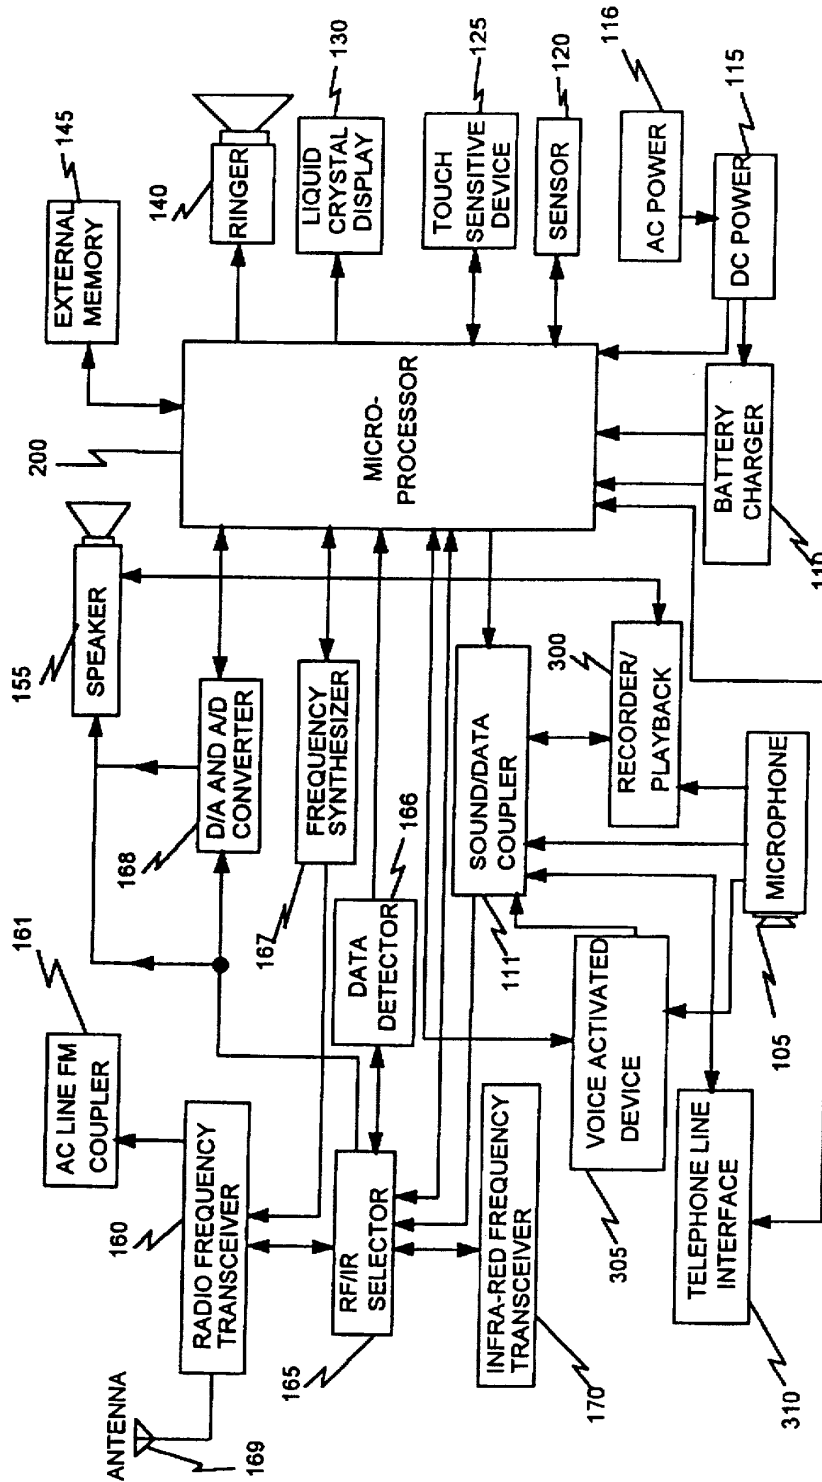 ANTENNA
169
RADIO FREQUENCY
TRANSCEIVER
160
AC LINE FM
COUPLER
161
RF/IR
SELECTOR
165
INFRA-RED FREQUENCY
TRANSCEIVER
170
SPEAKER
155
D/A AND A/D
CONVERTER
168
FREQUENCY
SYNTHESIZER
167
DATA
DETECTOR
166
SOUND/DATA
COUPLER
111
VOICE ACTIVATED
DEVICE
305
TELEPHONE LINE
INTERFACE
310
RECORDER/
PLAYBACK
300
MICROPHONE
105
MICRO-
PROCESSOR
200
EXTERNAL
MEMORY
145
RINGER
140
LIQUID
CRYSTAL
DISPLAY
130
TOUCH
SENSITIVE
DEVICE
125
SENSOR
120
AC POWER
116
DC POWER
115
BATTERY
CHARGER
110